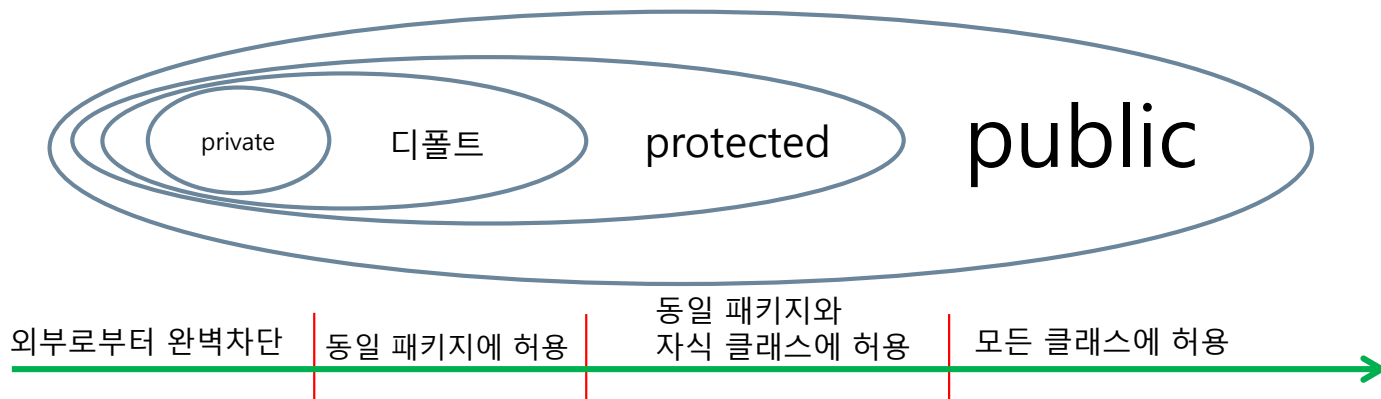 private
디폴트
protected
public
외부로부터 완벽차단
동일 패키지에 허용
동일 패키지와
자식 클래스에 허용
모든 클래스에 허용